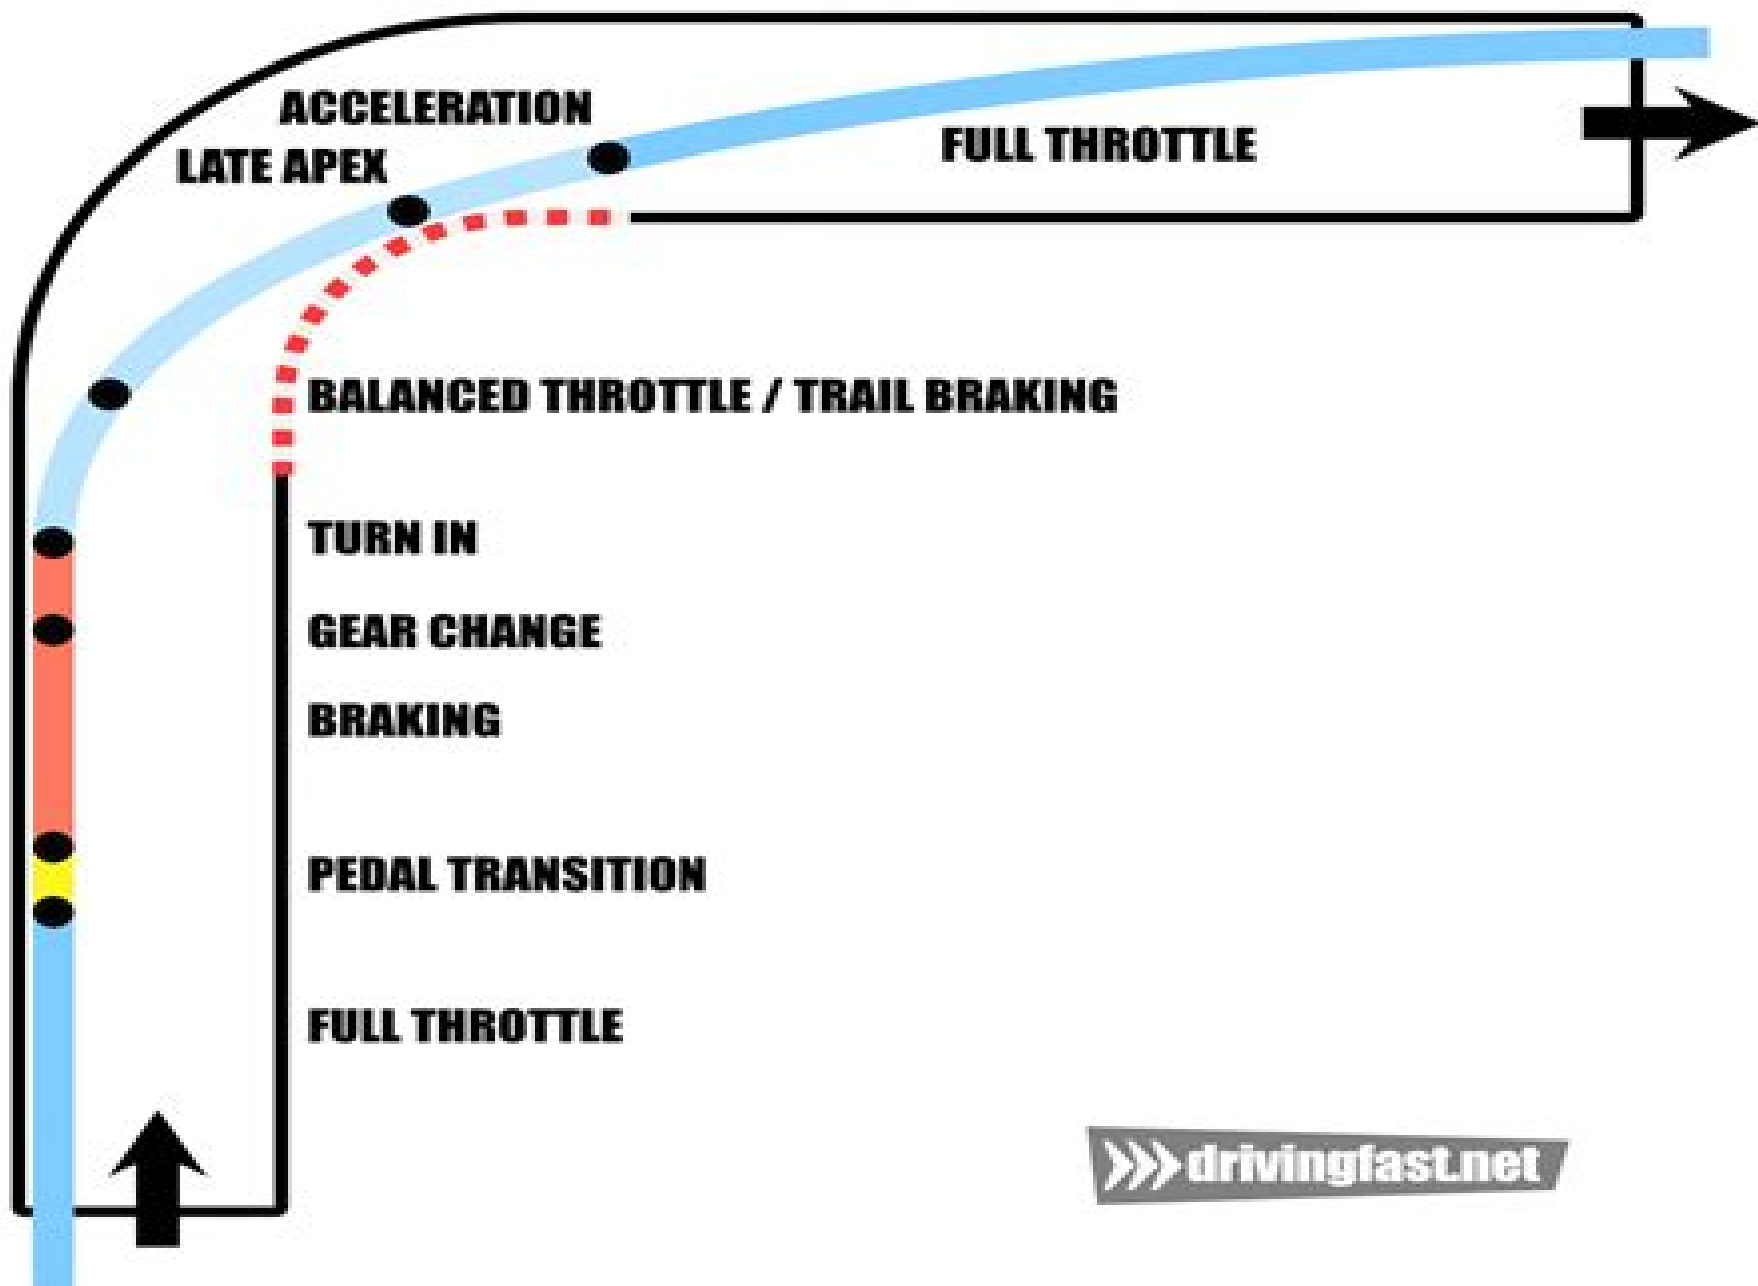 ACCELERATION
LATE APEX
FULL THROTTLE
BALANCED THROTTLE / TRAIL BRAKING
TURN IN
GEAR CHANGE
BRAKING
PEDAL TRANSITION
FULL THROTTLE
drivingfast.net